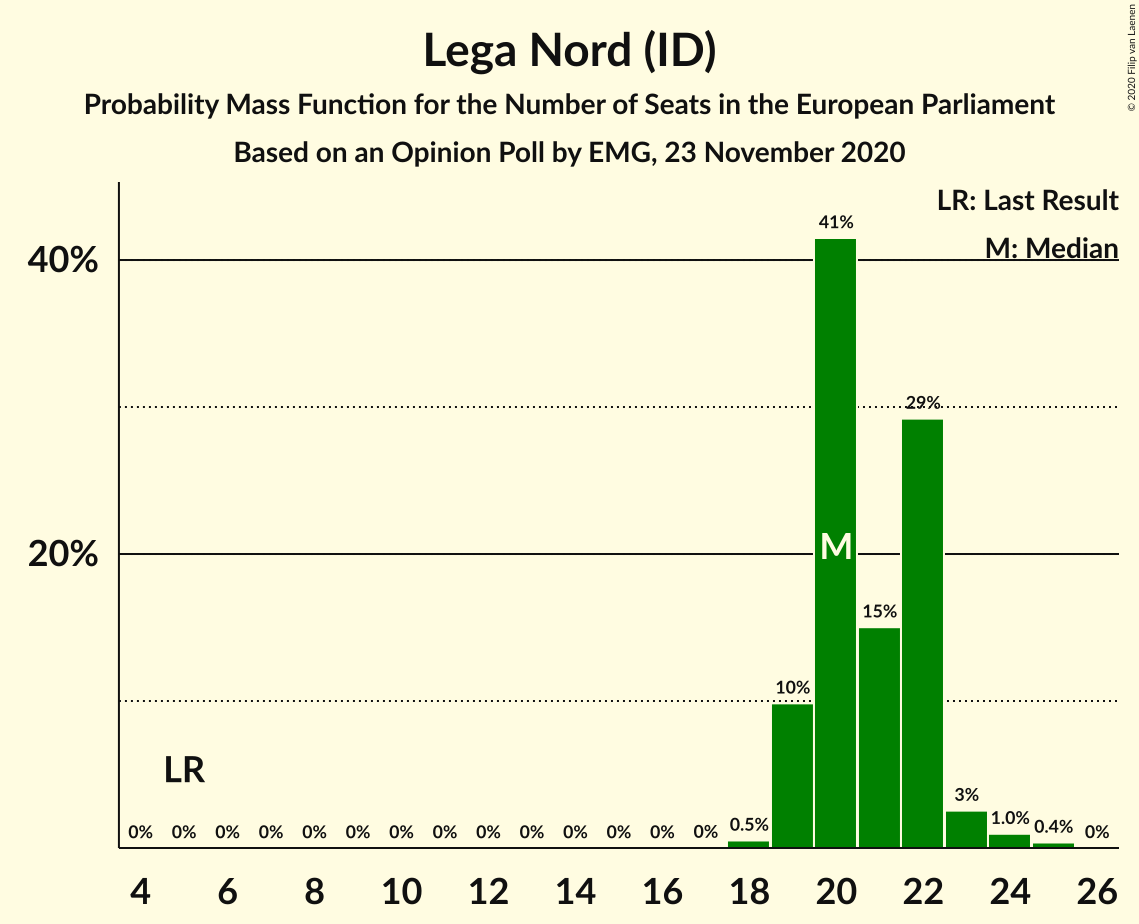 Lega Nord (ID)
Probability Mass Function for the Number of Seats in the European Parliament
Based on an Opinion Poll by EMG, 23 November 2020
© 2020 Filip van Laenen
LR: Last Result
M: Median
40%
20%
41%
29%
M
15%
10%
LR
0% 0% 0% 0% 0% 0% 0% 0% 0% 0% 0% 0% 0% 0% 0.5% 3% 1.0% 0.4% 0%
4 6 8 10 12 14 16 18 20 22 24 26